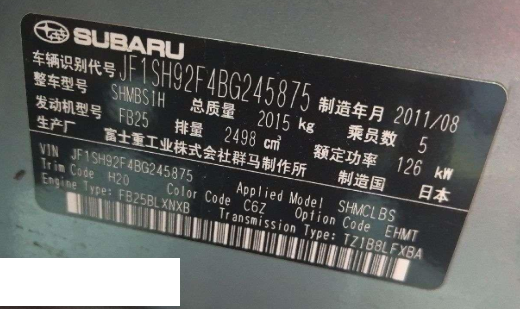 SUBARU
车辆识别代号 JF1SH92F4BG245875 制造年月 2011/08
整车型号 SHMBS1H 总质量 2015 kg 乘员数 5
发动机型号 FB25 排量 2498 cm³ 额定功率 126 kW
生产厂 富士重工业株式会社群马制作所 制造国 日本
VIN JF1SH92F4BG245875 Applied Model SHMCLBS
Trim Code H20 Color Code C6Z Option Code EHMT
Engine Type: FB25BLXNXB Transmission Type: TZ1B8LFXBA